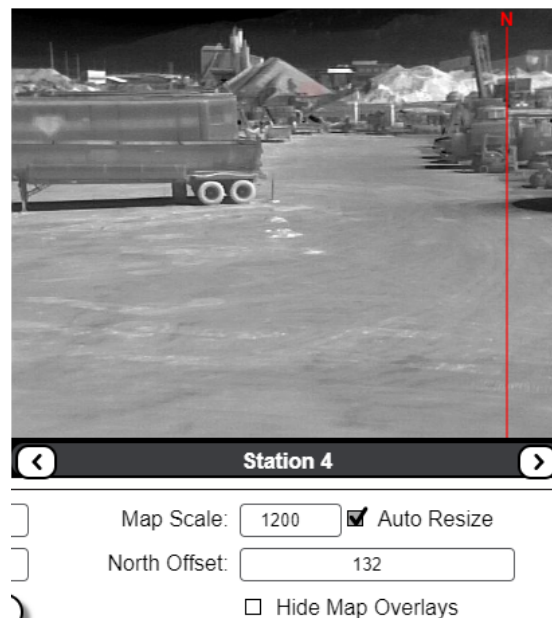 N
Station 4
Map Scale: 1200 Auto Resize
North Offset: 132
Hide Map Overlays